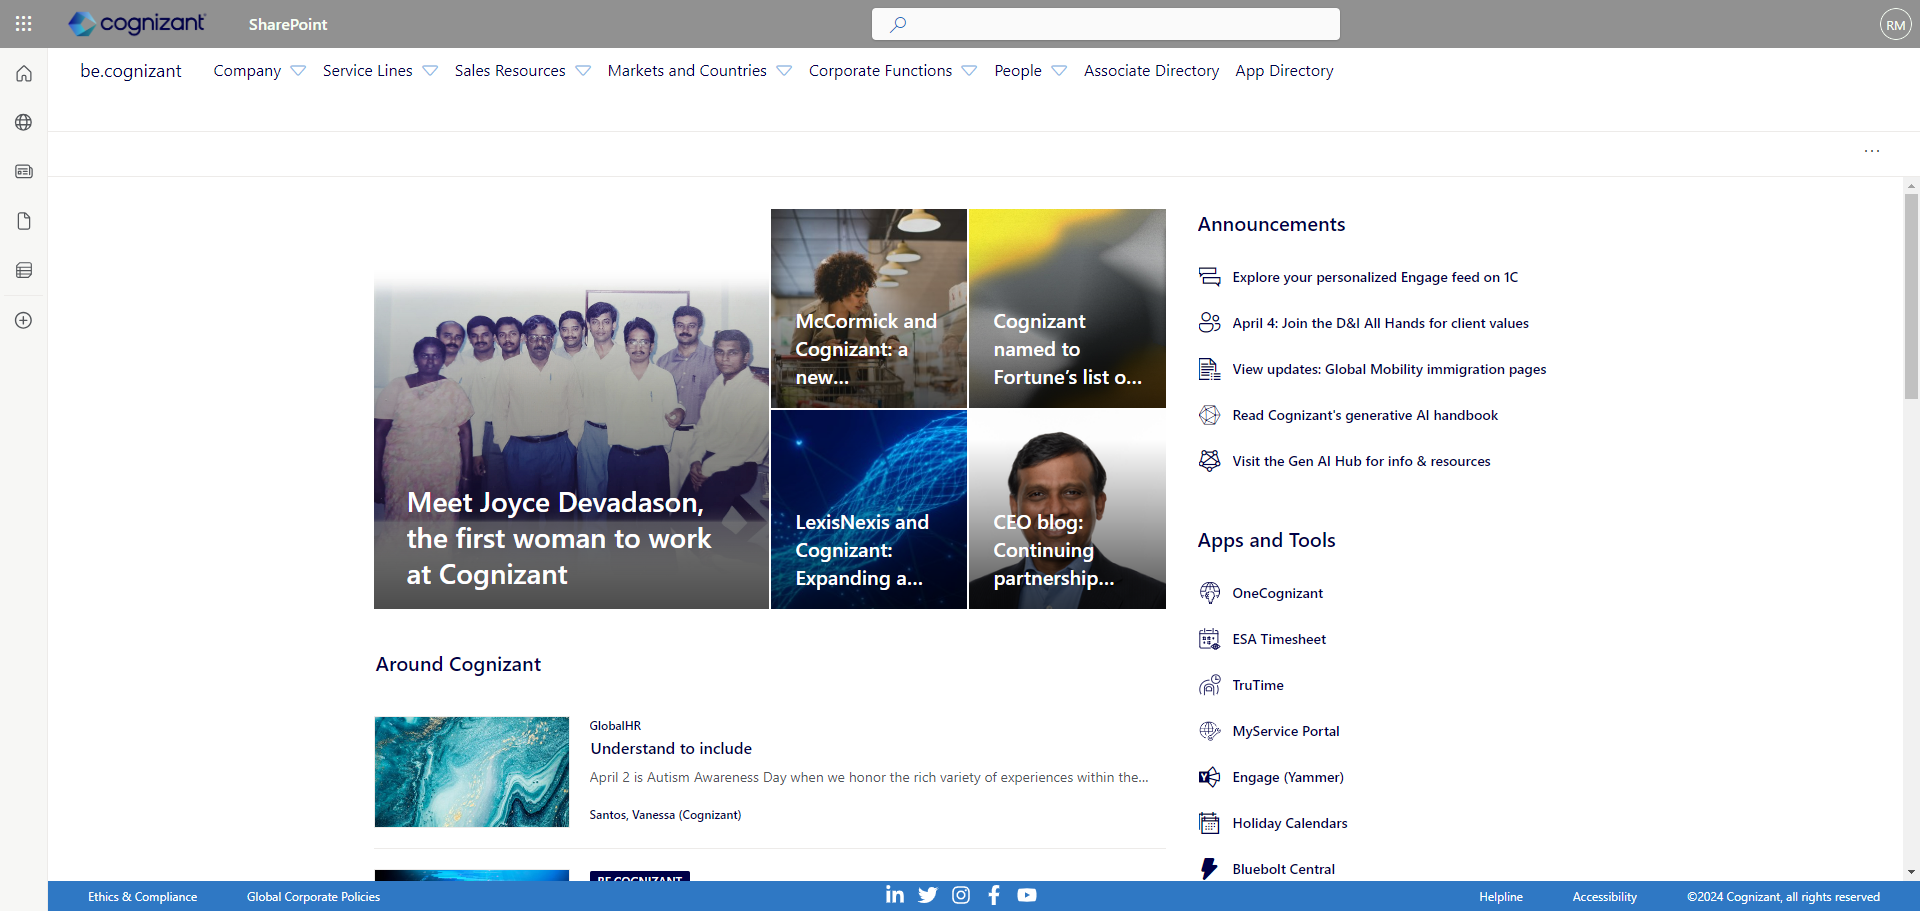 cognizant
SharePoint
RM
be.cognizant
Company
Service Lines
Sales Resources
Markets and Countries
Corporate Functions
People
Associate Directory
App Directory
...
Meet Joyce Devadason,
the first woman to work
at Cognizant
McCormick and
Cognizant: a
new...
Cognizant
named to
Fortune’s list o...
LexisNexis and
Cognizant:
Expanding a...
CEO blog:
Continuing
partnership...
Announcements
Explore your personalized Engage feed on 1C
April 4: Join the D&I All Hands for client values
View updates: Global Mobility immigration pages
Read Cognizant's generative AI handbook
Visit the Gen AI Hub for info & resources
Apps and Tools
OneCognizant
ESA Timesheet
TruTime
MyService Portal
Engage (Yammer)
Holiday Calendars
Bluebolt Central
Around Cognizant
GlobalHR
Understand to include
April 2 is Autism Awareness Day when we honor the rich variety of experiences within the...
Santos, Vanessa (Cognizant)
BE.COGNIZANT
Ethics & Compliance
Global Corporate Policies
Helpline
Accessibility
©2024 Cognizant, all rights reserved